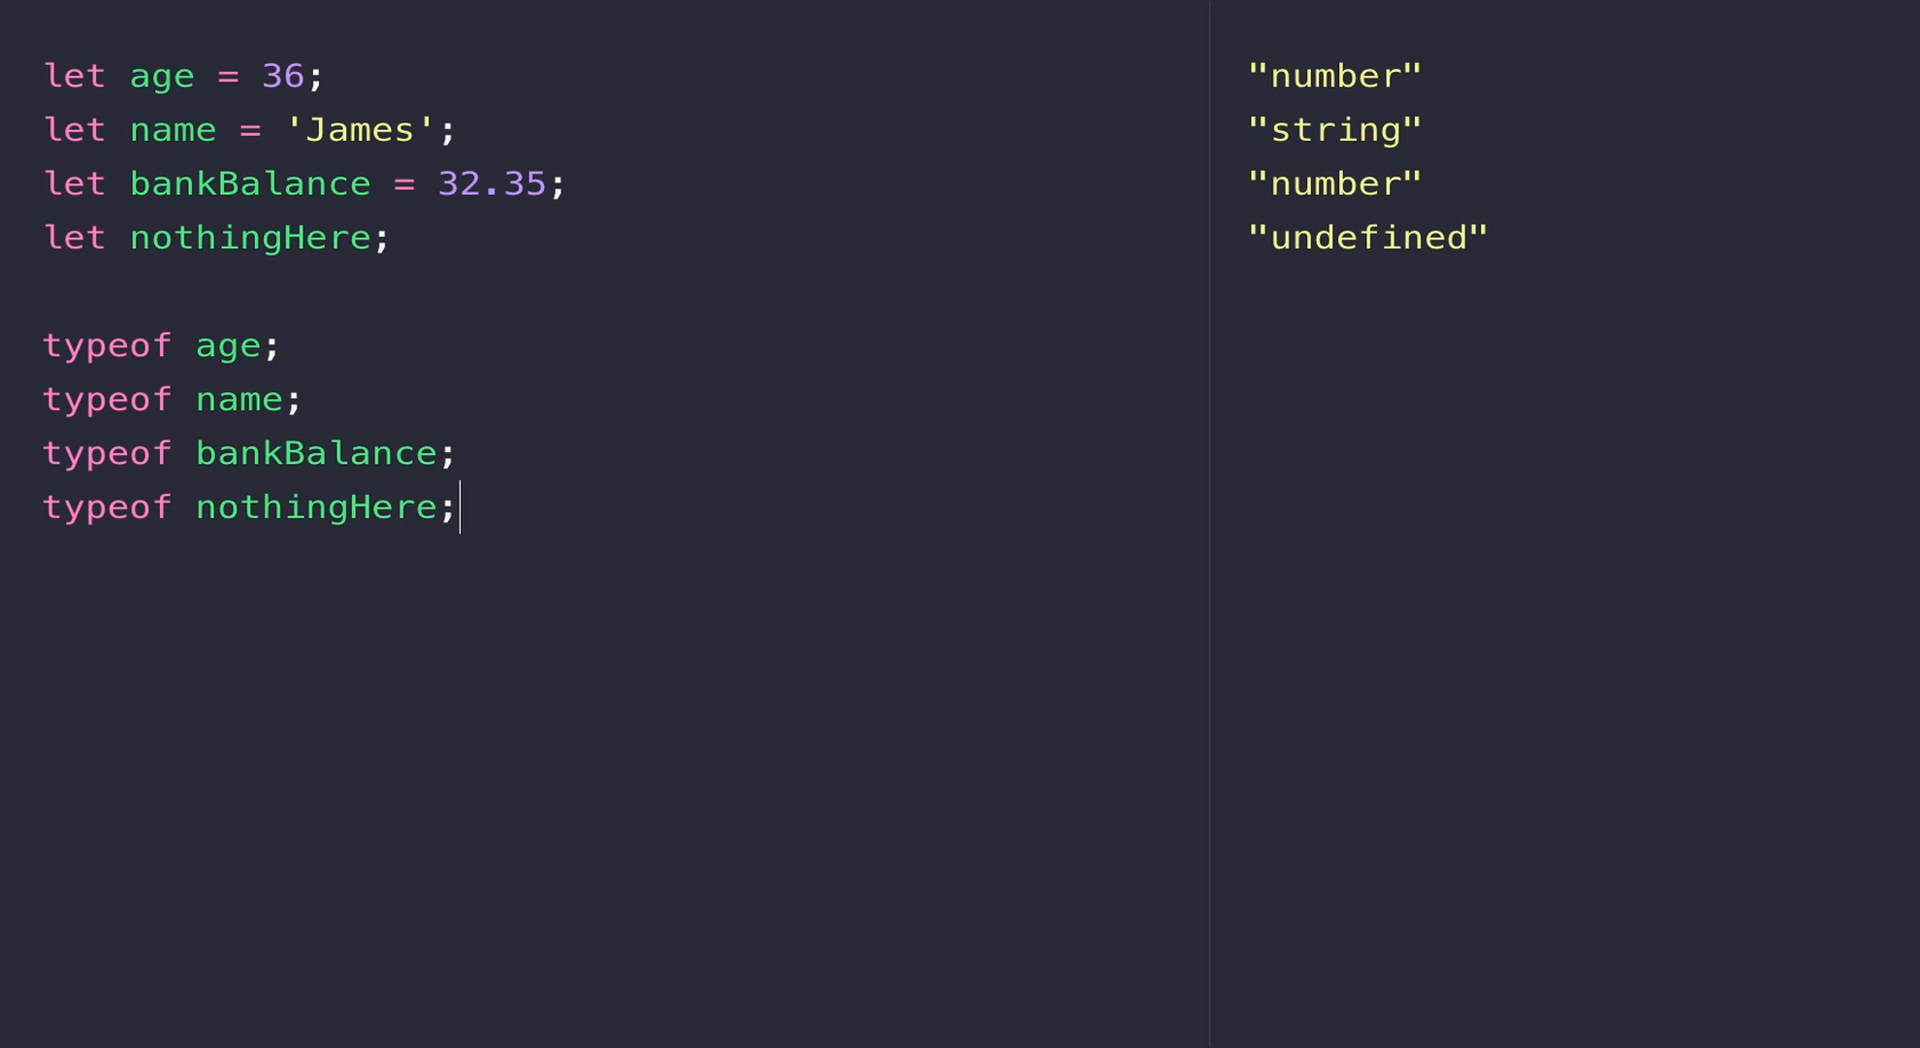 let age = 36;
let name = 'James';
let bankBalance = 32.35;
let nothingHere;
typeof age;
typeof name;
typeof bankBalance;
typeof nothingHere;
"number"
"string"
"number"
"undefined"